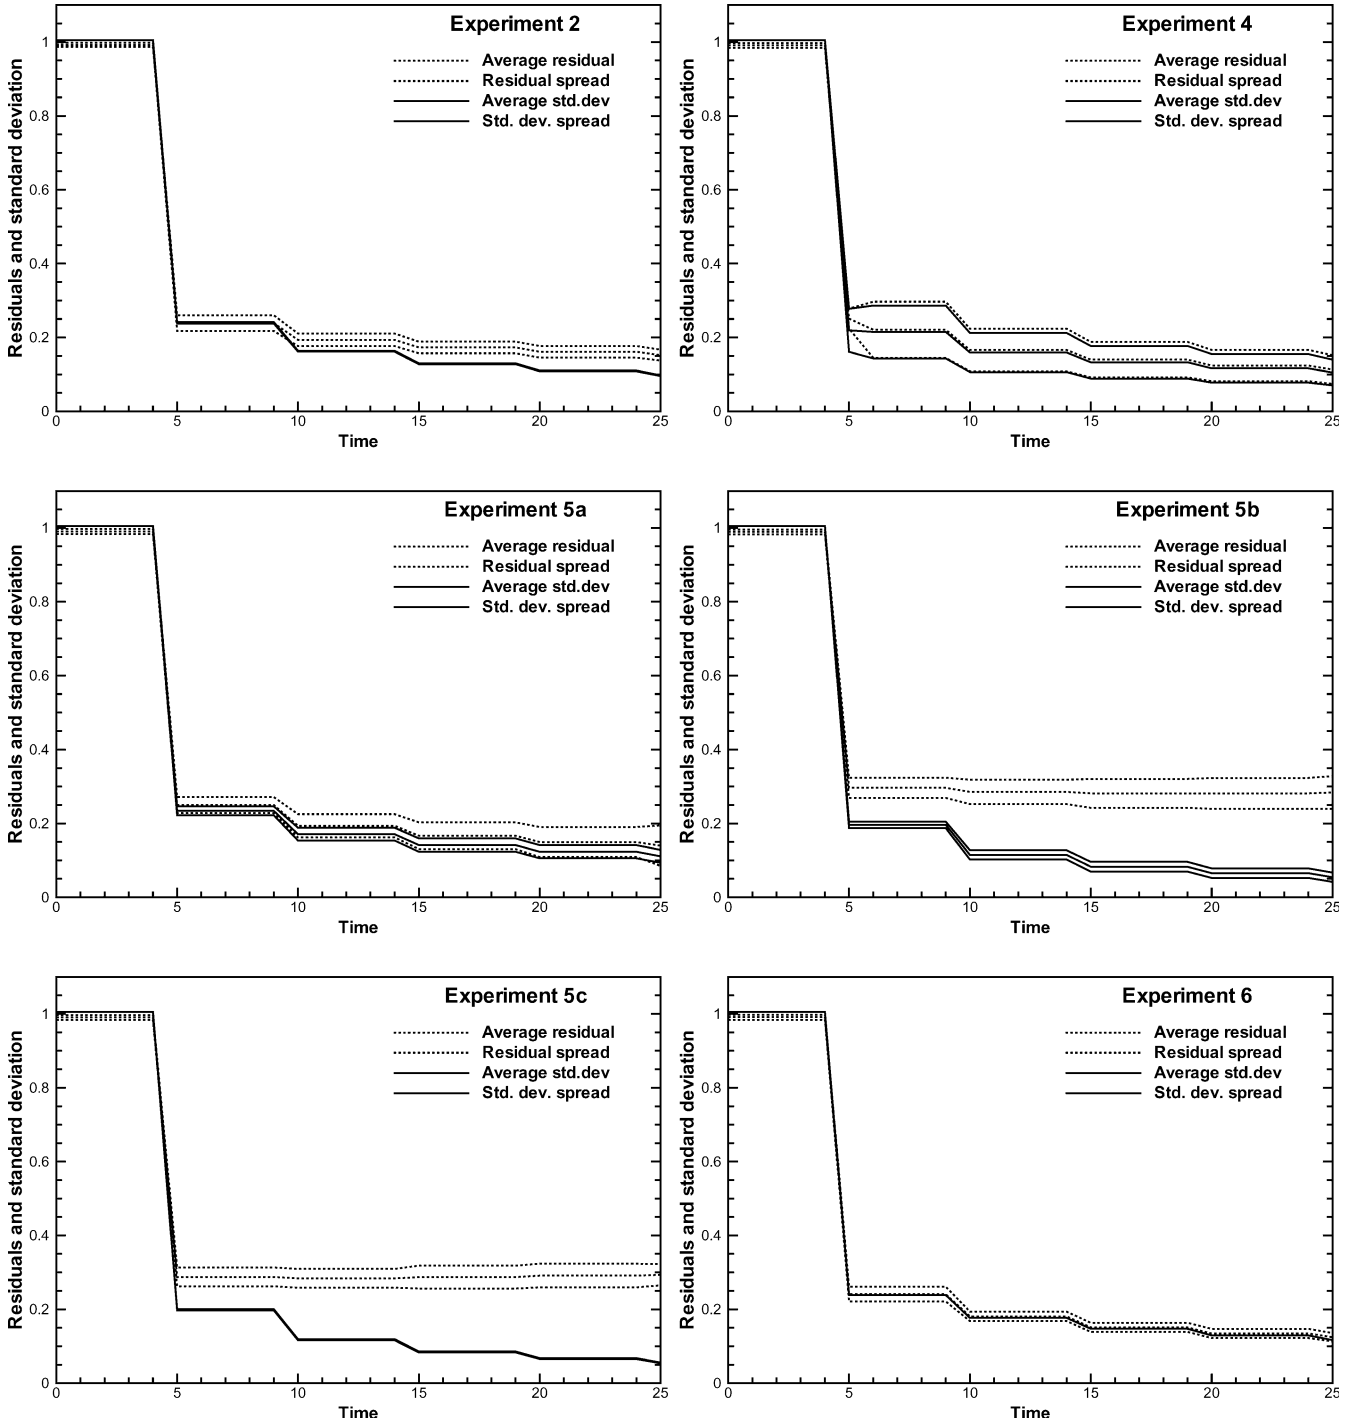 Experiment 2
Average residual
Residual spread
Average std.dev
Std. dev. spread
Residuals and standard deviation
1
0.8
0.6
0.4
0.2
0
0 5 10 15 20 25
Time
Experiment 4
Average residual
Residual spread
Average std.dev
Std. dev. spread
Residuals and standard deviation
1
0.8
0.6
0.4
0.2
0
0 5 10 15 20 25
Time
Experiment 5a
Average residual
Residual spread
Average std.dev
Std. dev. spread
Residuals and standard deviation
1
0.8
0.6
0.4
0.2
0
0 5 10 15 20 25
Time
Experiment 5b
Average residual
Residual spread
Average std.dev
Std. dev. spread
Residuals and standard deviation
1
0.8
0.6
0.4
0.2
0
0 5 10 15 20 25
Time
Experiment 5c
Average residual
Residual spread
Average std.dev
Std. dev. spread
Residuals and standard deviation
1
0.8
0.6
0.4
0.2
0
0 5 10 15 20 25
Time
Experiment 6
Average residual
Residual spread
Average std.dev
Std. dev. spread
Residuals and standard deviation
1
0.8
0.6
0.4
0.2
0
0 5 10 15 20 25
Time